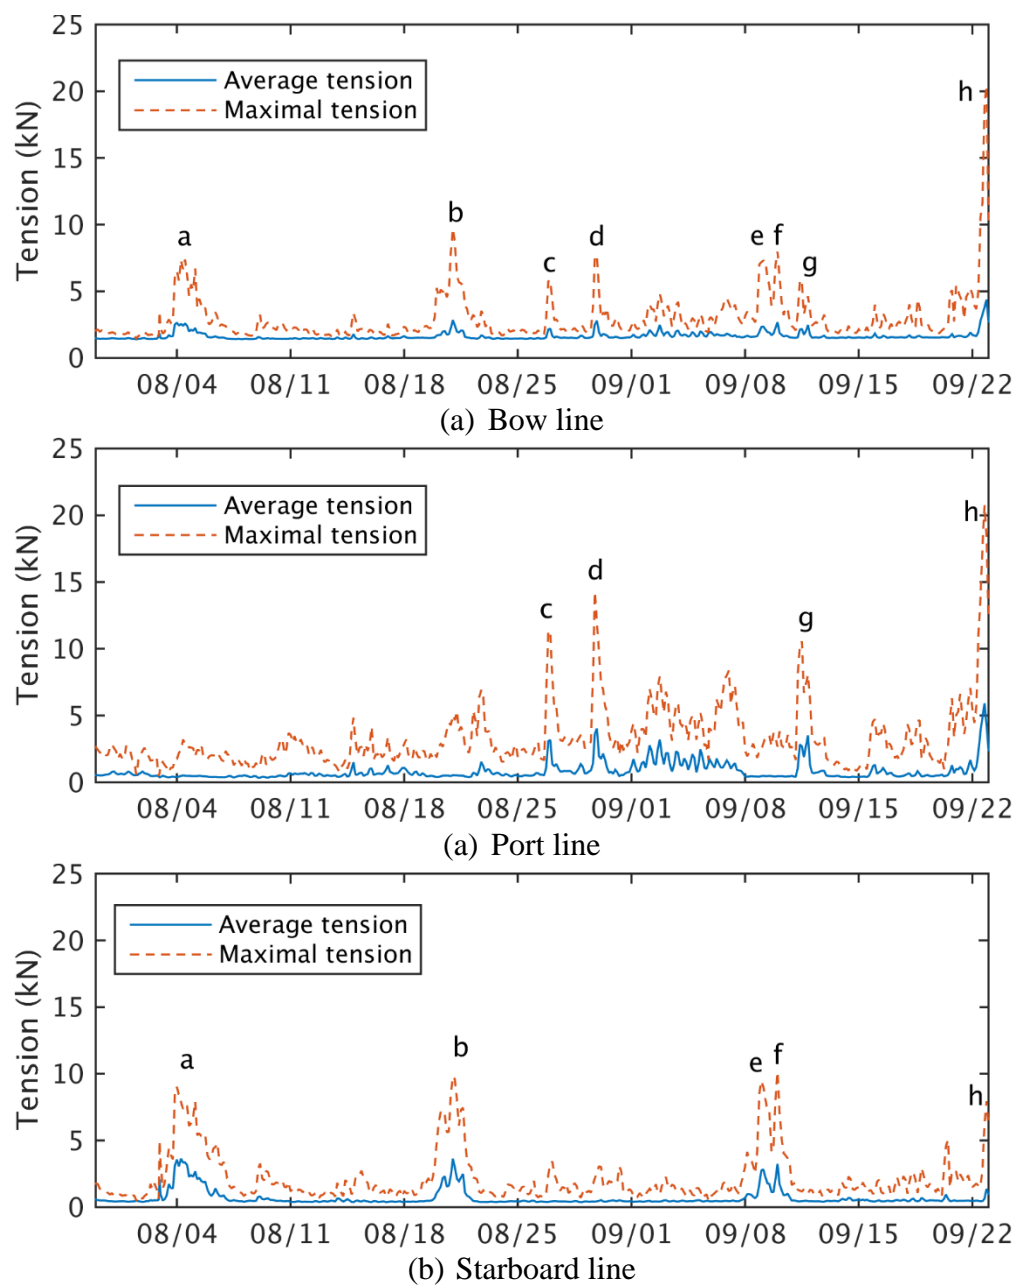 25
20
15
10
5
0
Tension (kN)
Average tension
Maximal tension
a
b
c
d
e
f
g
h
08/04 08/11 08/18 08/25 09/01 09/08 09/15 09/22
(a) Bow line
25
20
15
10
5
0
Tension (kN)
Average tension
Maximal tension
c
d
g
h
08/04 08/11 08/18 08/25 09/01 09/08 09/15 09/22
(a) Port line
25
20
15
10
5
0
Tension (kN)
Average tension
Maximal tension
a
b
e
f
h
08/04 08/11 08/18 08/25 09/01 09/08 09/15 09/22
(b) Starboard line